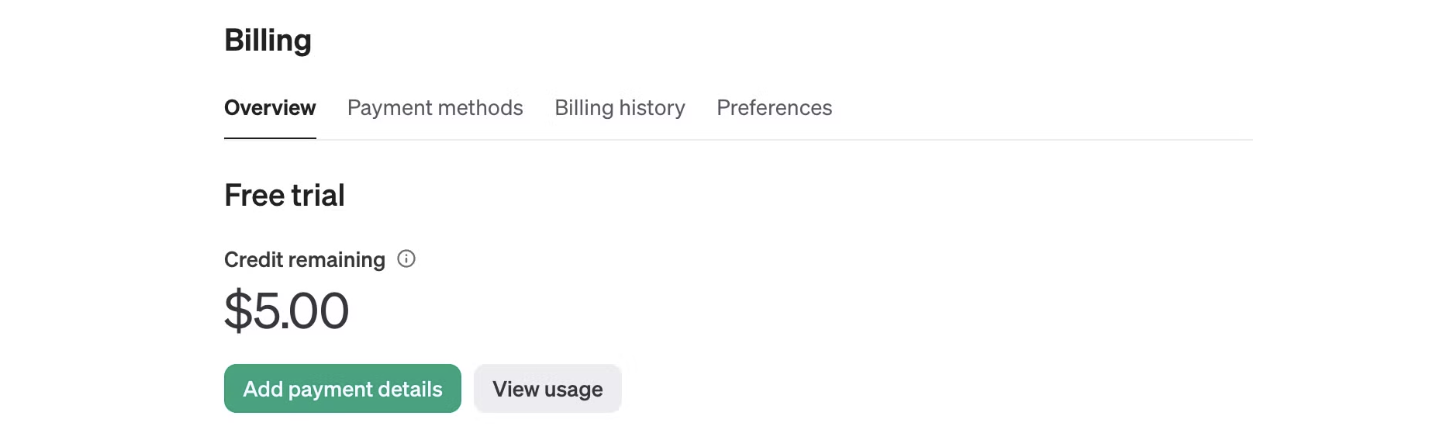 Billing
Overview Payment methods Billing history Preferences
Free trial
Credit remaining
$5.00
Add payment details View usage